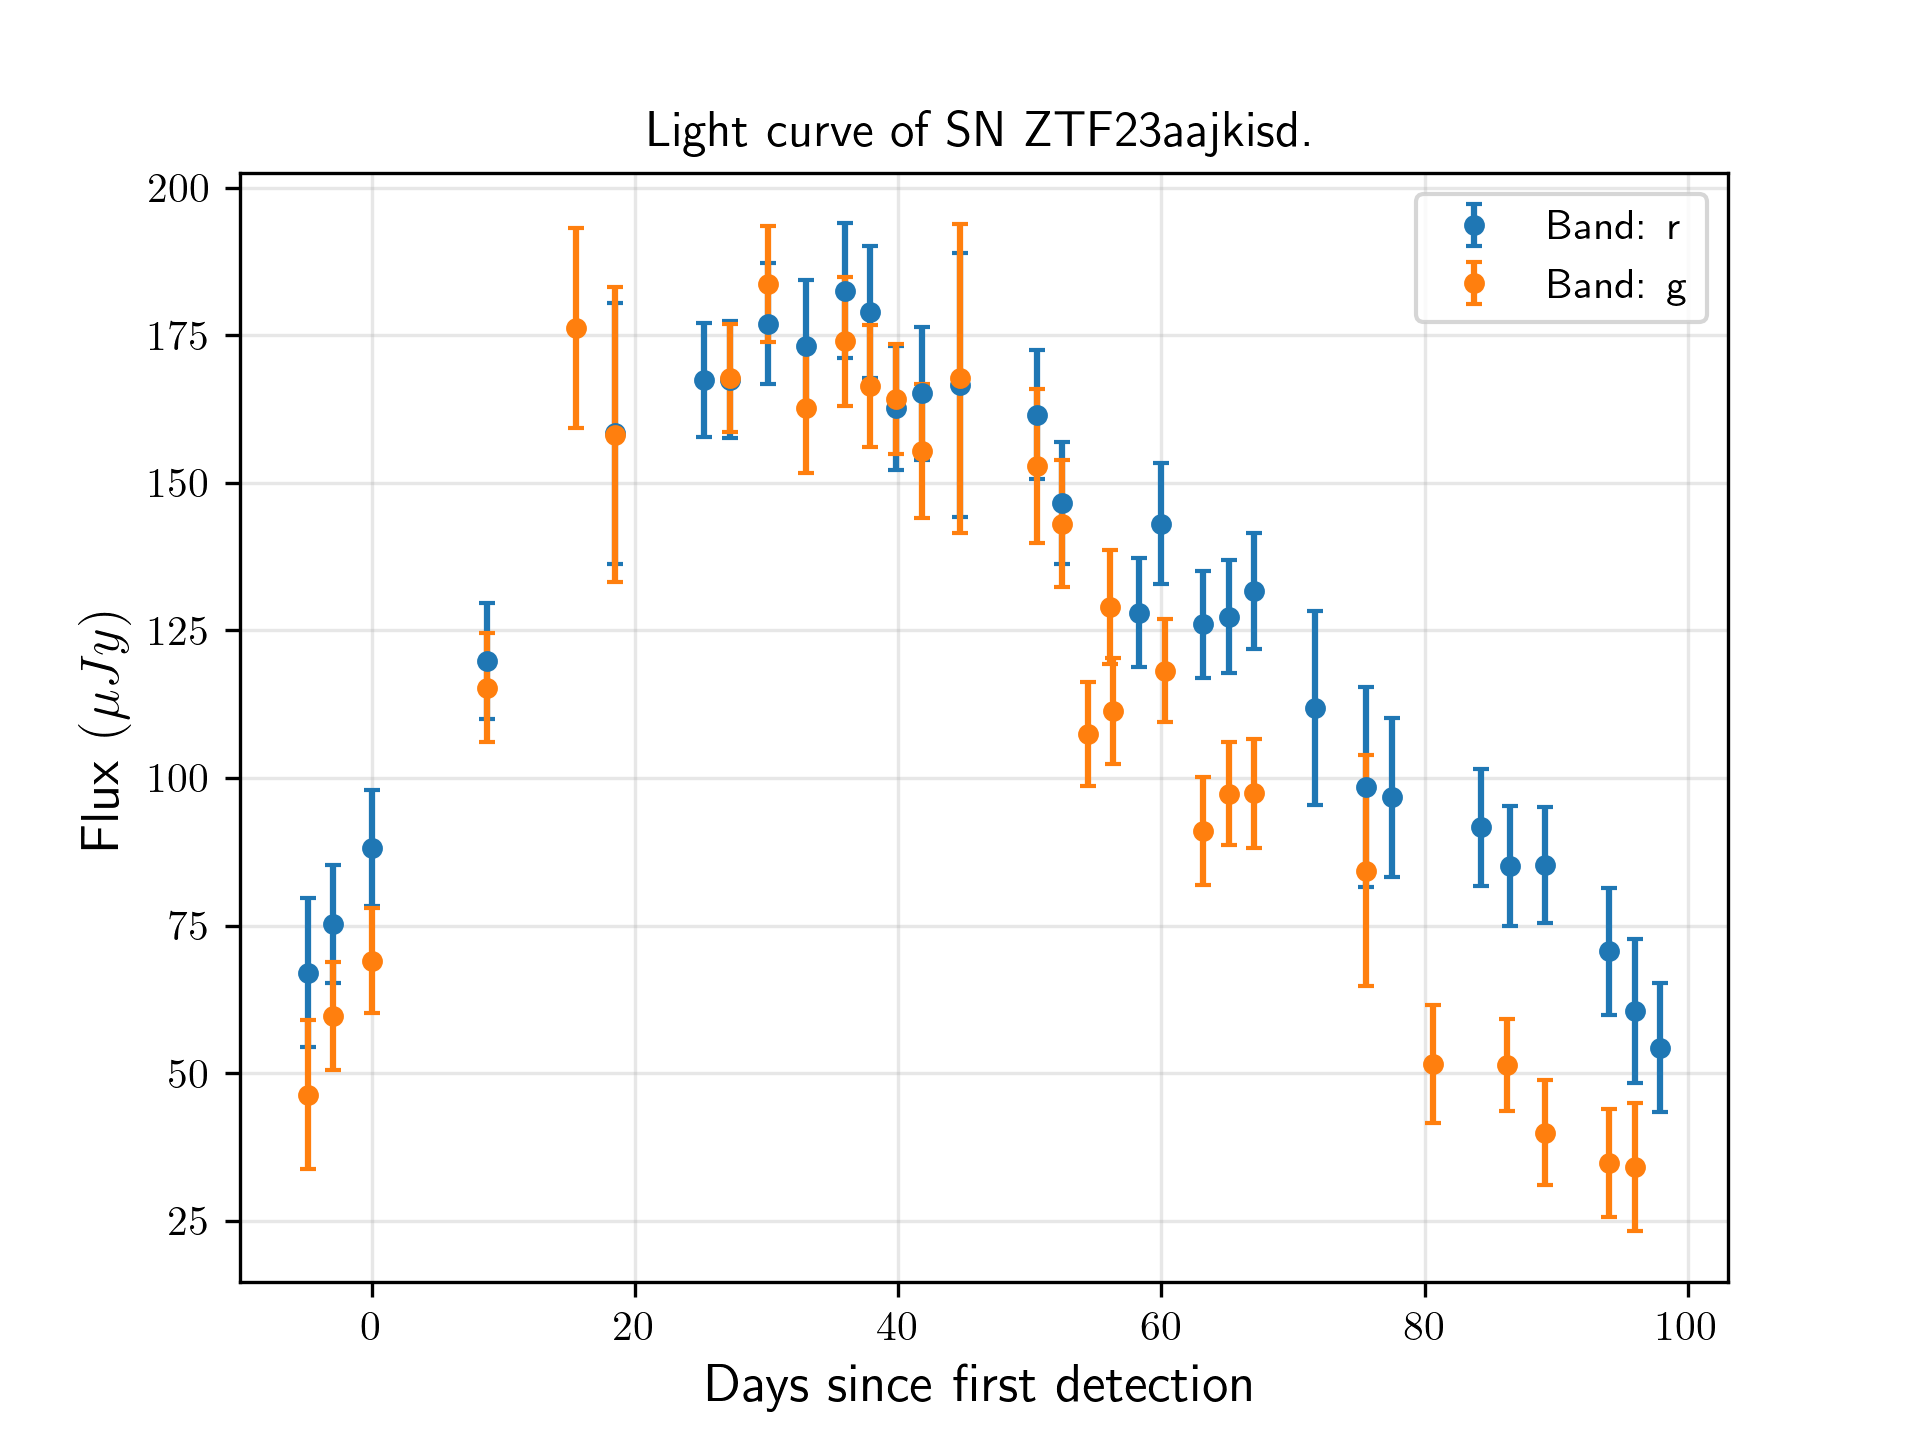 Light curve of SN ZTF23aajkisd.
200
175
150
125
100
75
50
25
Flux (μJy)
Band: r
Band: g
0 20 40 60 80 100
Days since first detection